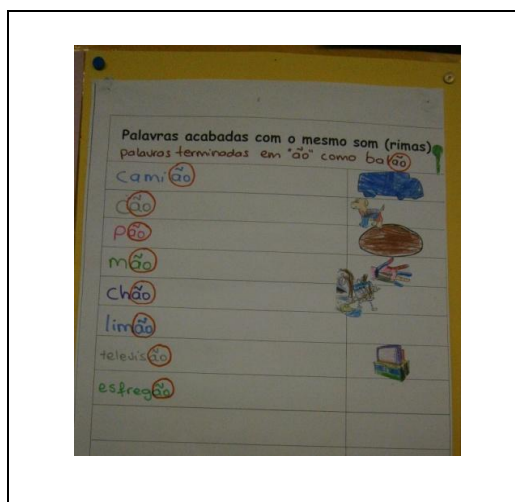 Palavras acabadas com o mesmo som (rimas)
palavras terminadas em "ão" como balão
camião
cão
pão
mão
chão
limão
televisão
esfregão